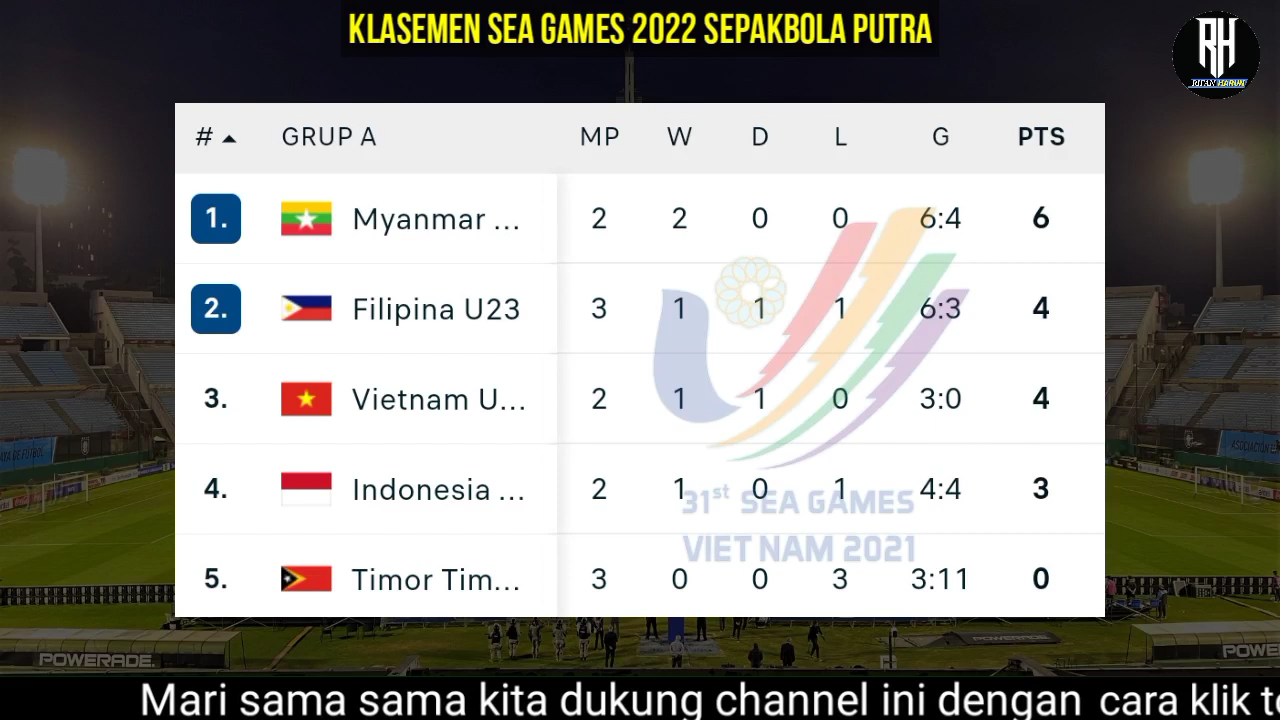 KLASEMEN SEA GAMES 2022 SEPAKBOLA PUTRA
RH
# GRUP A MP W D L G PTS
1. Myanmar ... 2 2 0 0 6:4 6
2. Filipina U23 3 1 1 1 6:3 4
3. Vietnam U... 2 1 1 0 3:0 4
4. Indonesia ... 2 1 0 1 4:4 3
31st SEA GAMES
VIET NAM 2021
5. Timor Tim... 3 0 0 3 3:11 0
POWERADE
POWERADE
POWE
Mari sama sama kita dukung channel ini dengan cara klik to